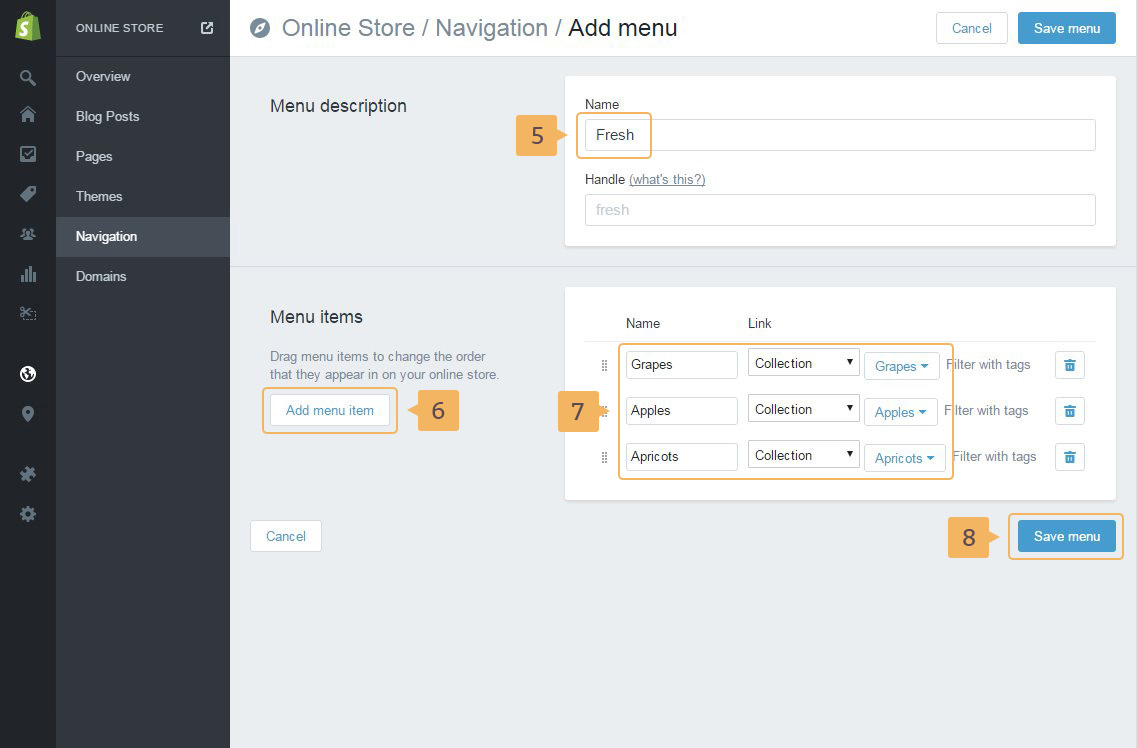 ONLINE STORE
Overview
Blog Posts
Pages
Themes
Navigation
Domains
Online Store / Navigation / Add menu
Cancel
Save menu
Menu description
5
Name
Fresh
Handle (what's this?)
fresh
Menu items
Drag menu items to change the order
that they appear in on your online store.
Add menu item
6
Name Link
7
Grapes Collection Grapes Filter with tags
Apples Collection Apples Filter with tags
Apricots Collection Apricots Filter with tags
Cancel
8
Save menu